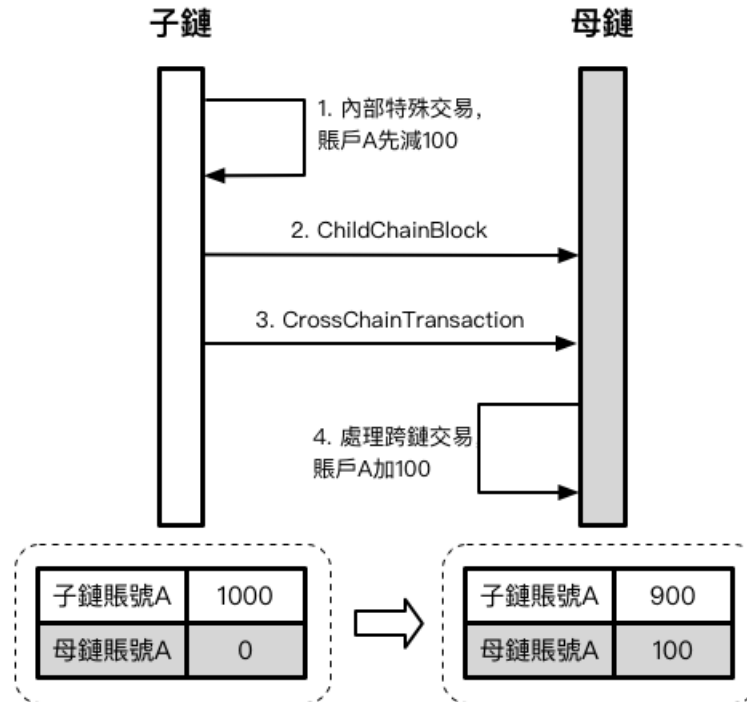 子鏈
母鏈
1. 內部特殊交易,
賬戶A先減100
2. ChildChainBlock
3. CrossChainTransaction
4. 處理跨鏈交易
賬戶A加100
子鏈賬號A 1000
母鏈賬號A 0
子鏈賬號A 900
母鏈賬號A 100